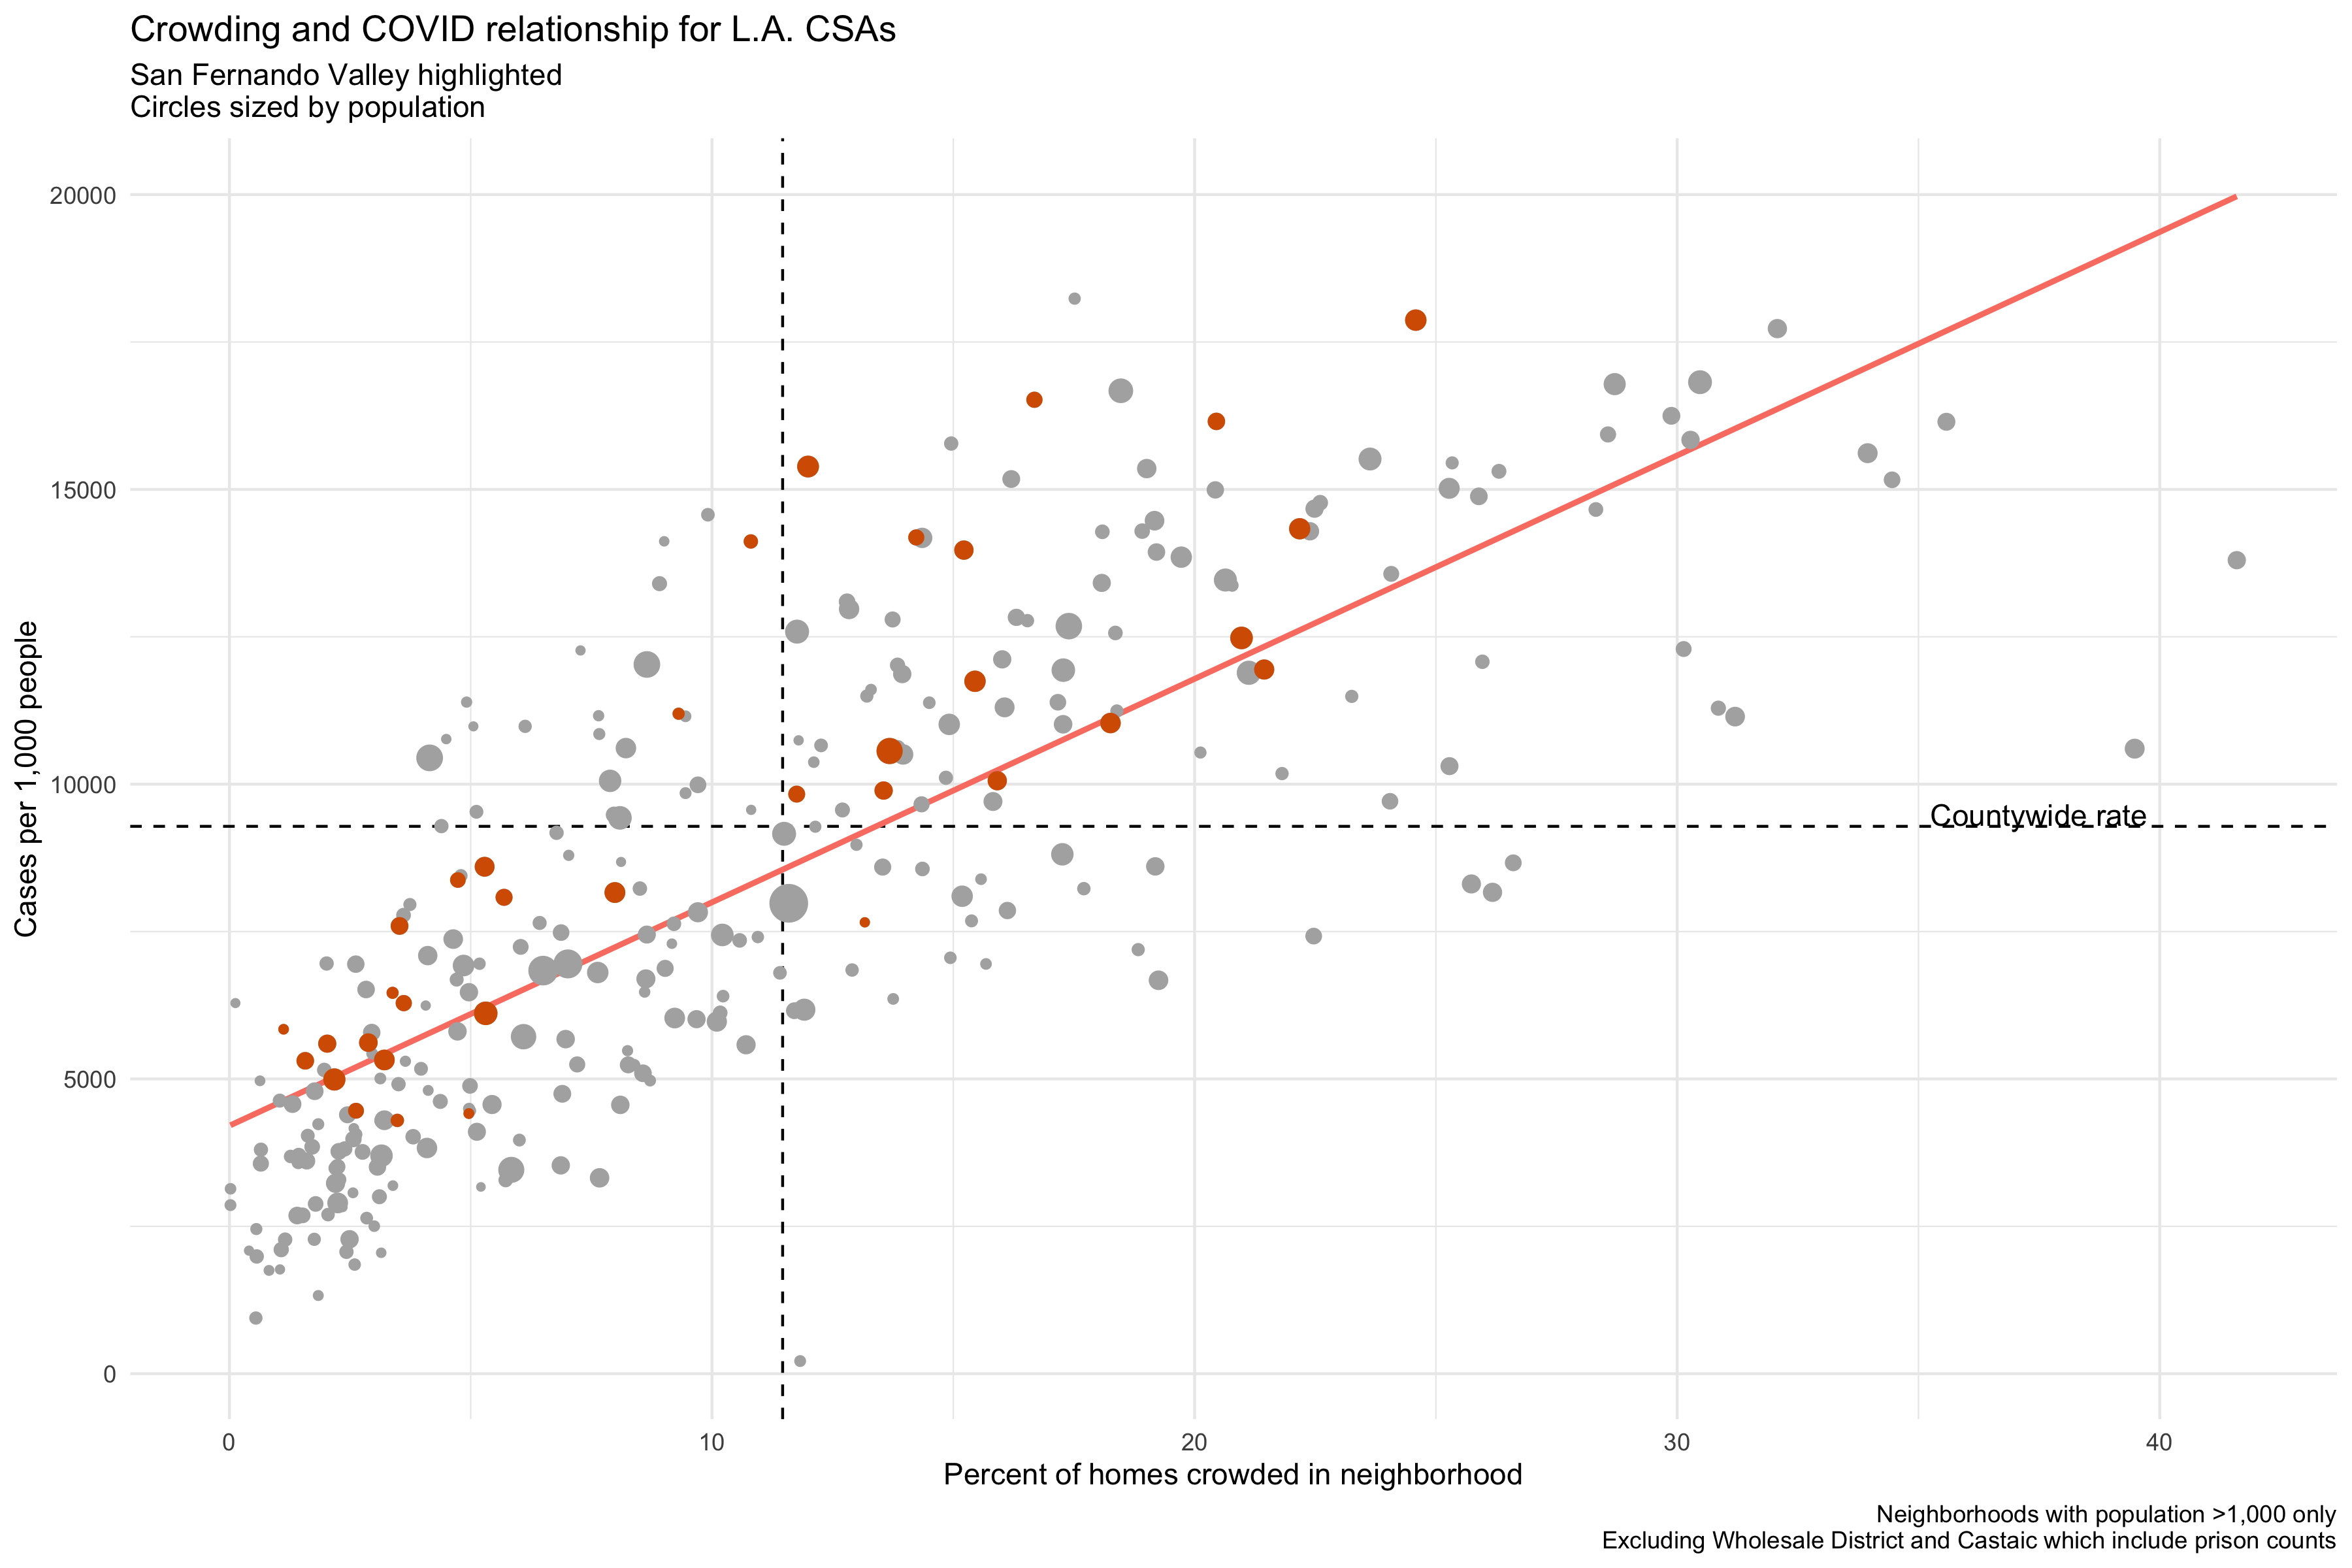 Crowding and COVID relationship for L.A. CSAs
San Fernando Valley highlighted
Circles sized by population
20000
15000
10000
5000
0
Cases per 1,000 people
Countywide rate
0 10 20 30 40
Percent of homes crowded in neighborhood
Neighborhoods with population >1,000 only
Excluding Wholesale District and Castaic which include prison counts